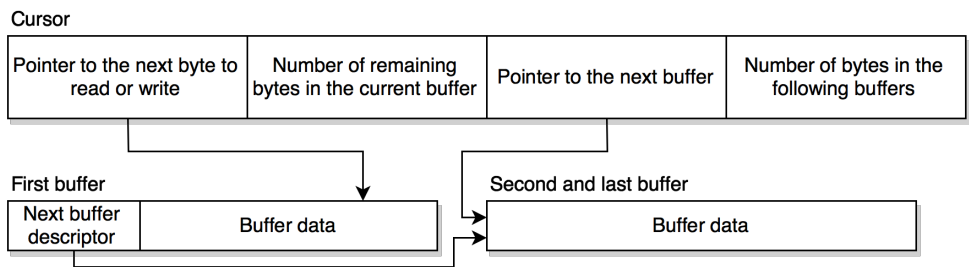 Cursor
Pointer to the next byte to
read or write
Number of remaining
bytes in the current buffer
Pointer to the next buffer
Number of bytes in the
following buffers
First buffer
Second and last buffer
Next buffer
descriptor
Buffer data
Buffer data